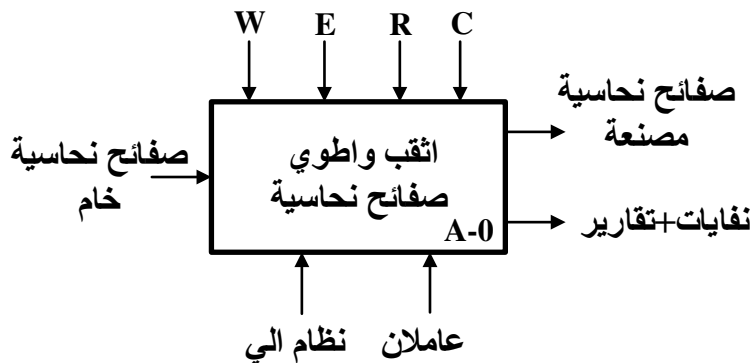 W E R C
صفائح نحاسية
مصنعة
اثقب واطوي
صفائح نحاسية
صفائح نحاسية
خام
A-0
نفايات+تقارير
نظام الي
عاملان